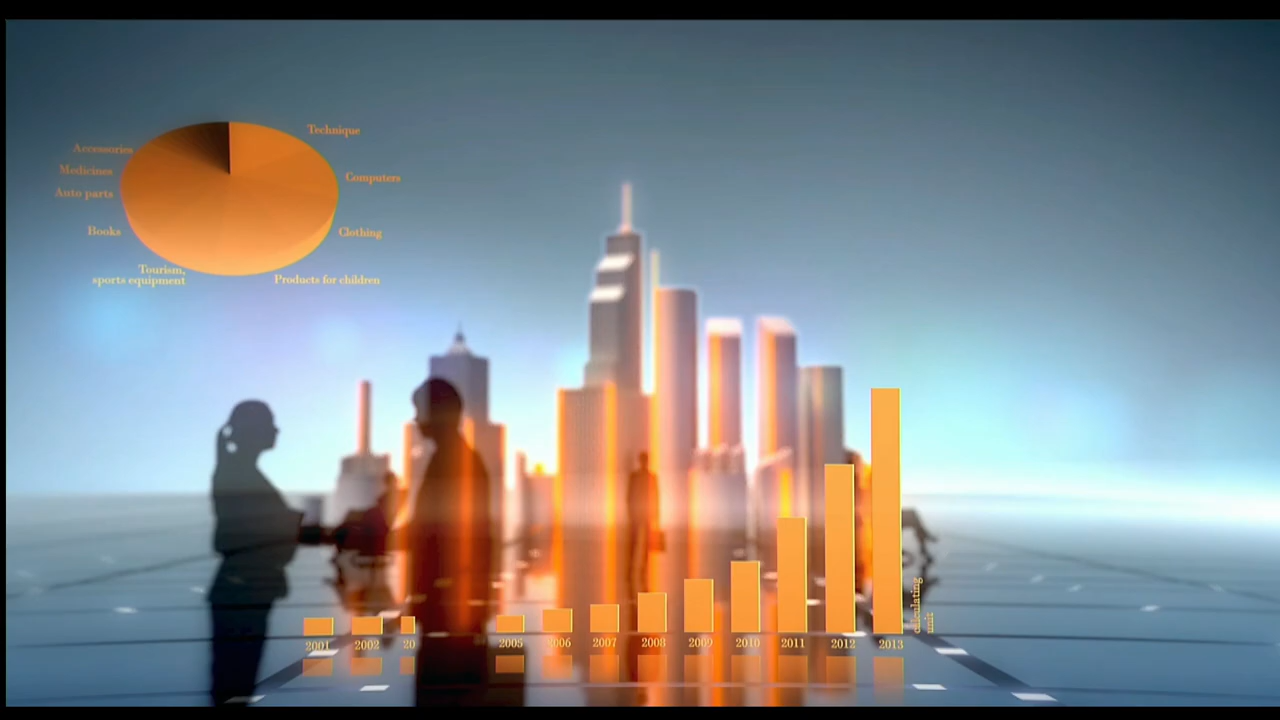 Technique
Accessories
Medicines
Computers
Auto parts
Books
Clothing
Tourism,
sports equipment
Products for children
calculating
unit
2001 2002 20 2005 2006 2007 2008 2009 2010 2011 2012 2013